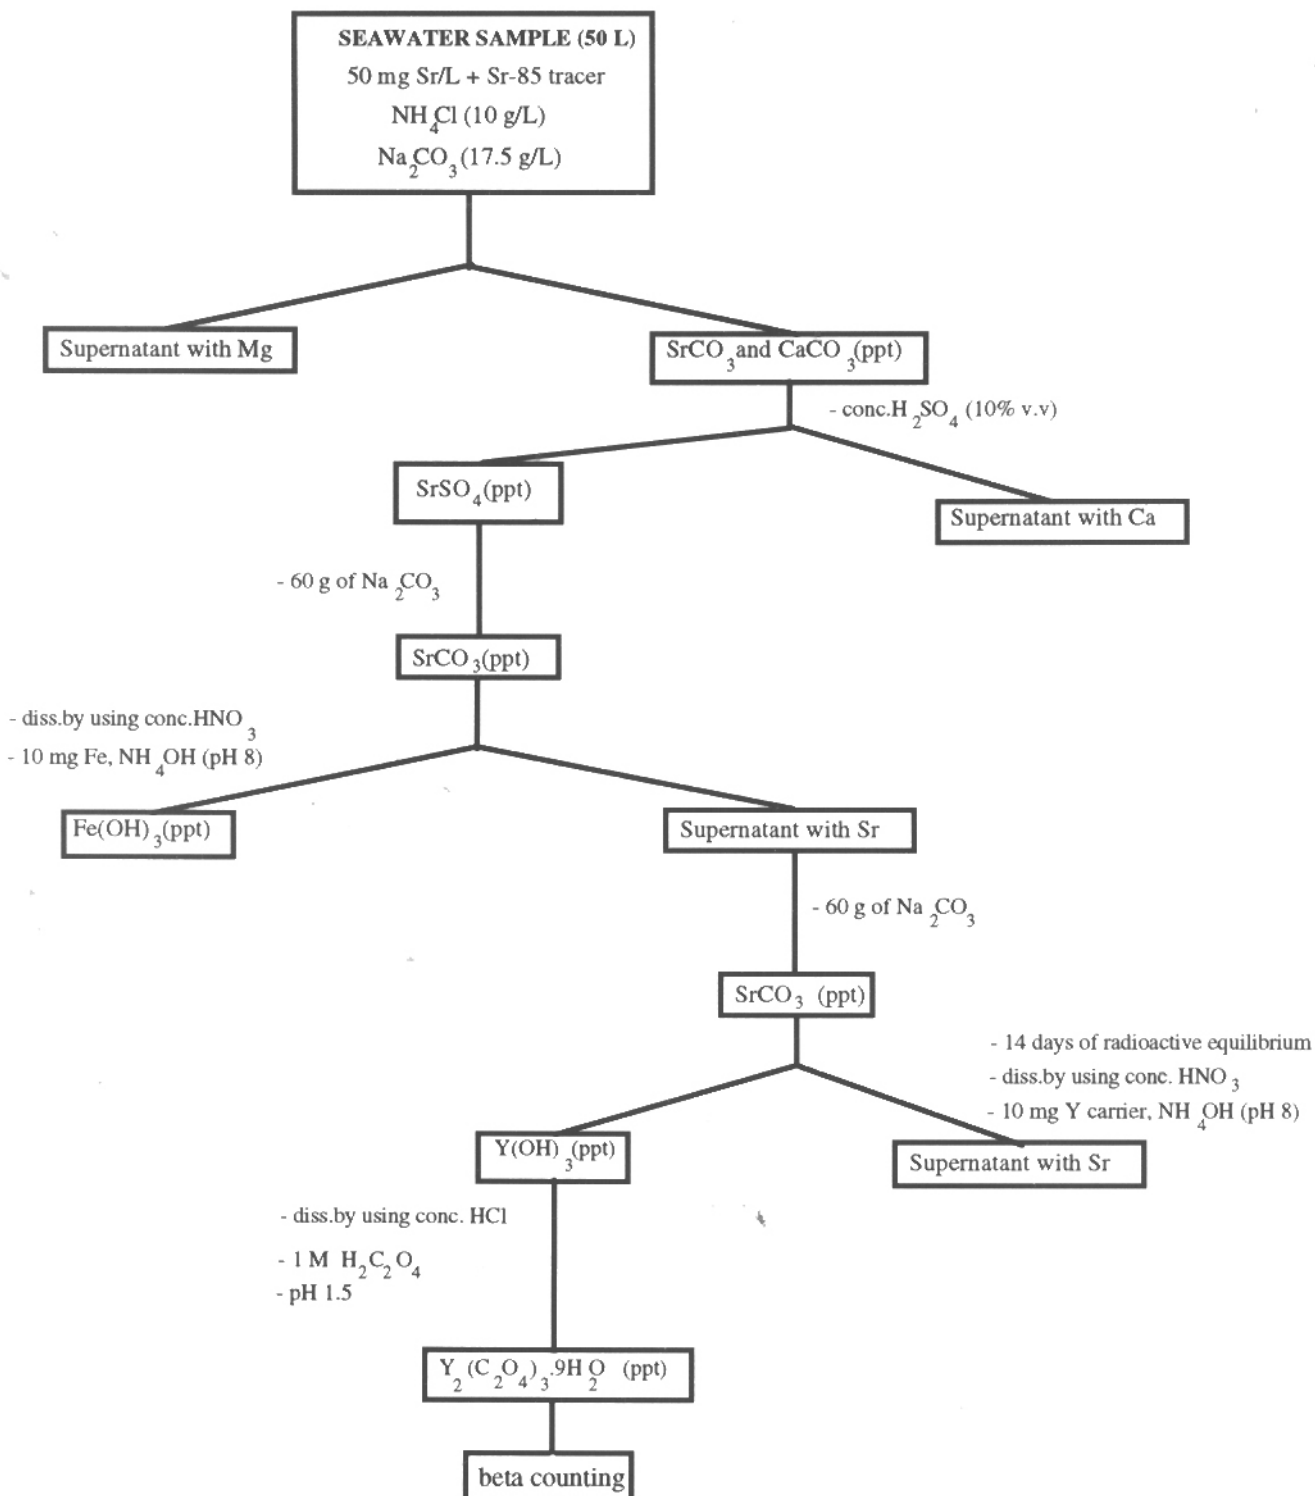 SEAWATER SAMPLE (50 L)
50 mg Sr/L + Sr-85 tracer
NH4Cl (10 g/L)
Na2CO3 (17.5 g/L)
Supernatant with Mg
SrCO3 and CaCO3 (ppt)
- conc.H2SO4 (10% v.v)
SrSO4 (ppt)
Supernatant with Ca
- 60 g of Na2CO3
SrCO3 (ppt)
- diss.by using conc.HNO3
- 10 mg Fe, NH4OH (pH 8)
Fe(OH)3 (ppt)
Supernatant with Sr
- 60 g of Na2CO3
SrCO3 (ppt)
- 14 days of radioactive equilibrium
- diss.by using conc. HNO3
- 10 mg Y carrier, NH4OH (pH 8)
Y(OH)3 (ppt)
Supernatant with Sr
- diss.by using conc. HCl
- 1 M H2C2O4
- pH 1.5
Y2(C2O4)3.9H2O (ppt)
beta counting